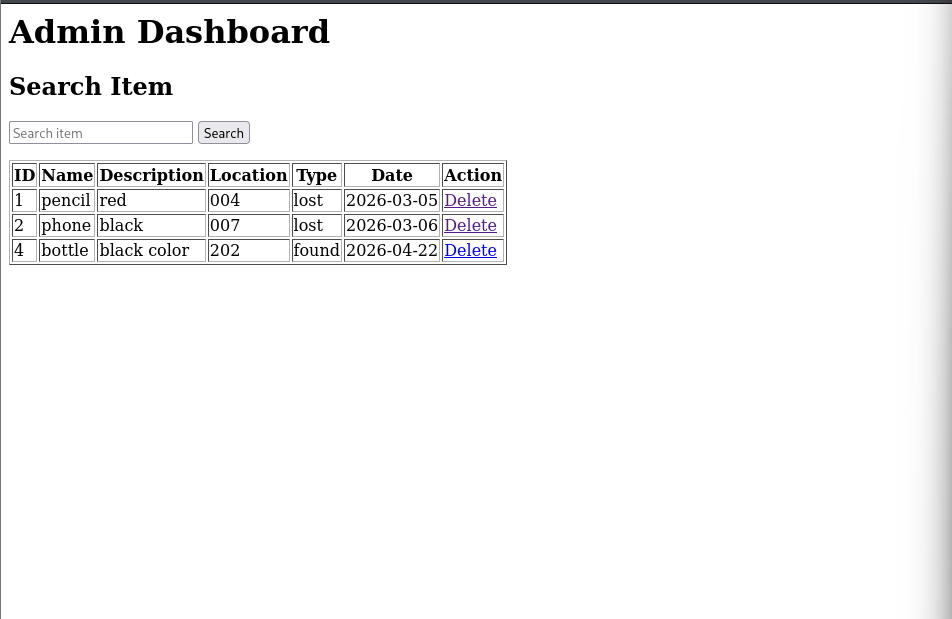 Admin Dashboard
Search Item
Search item Search
ID Name Description Location Type Date Action
1 pencil red 004 lost 2026-03-05 Delete
2 phone black 007 lost 2026-03-06 Delete
4 bottle black color 202 found 2026-04-22 Delete